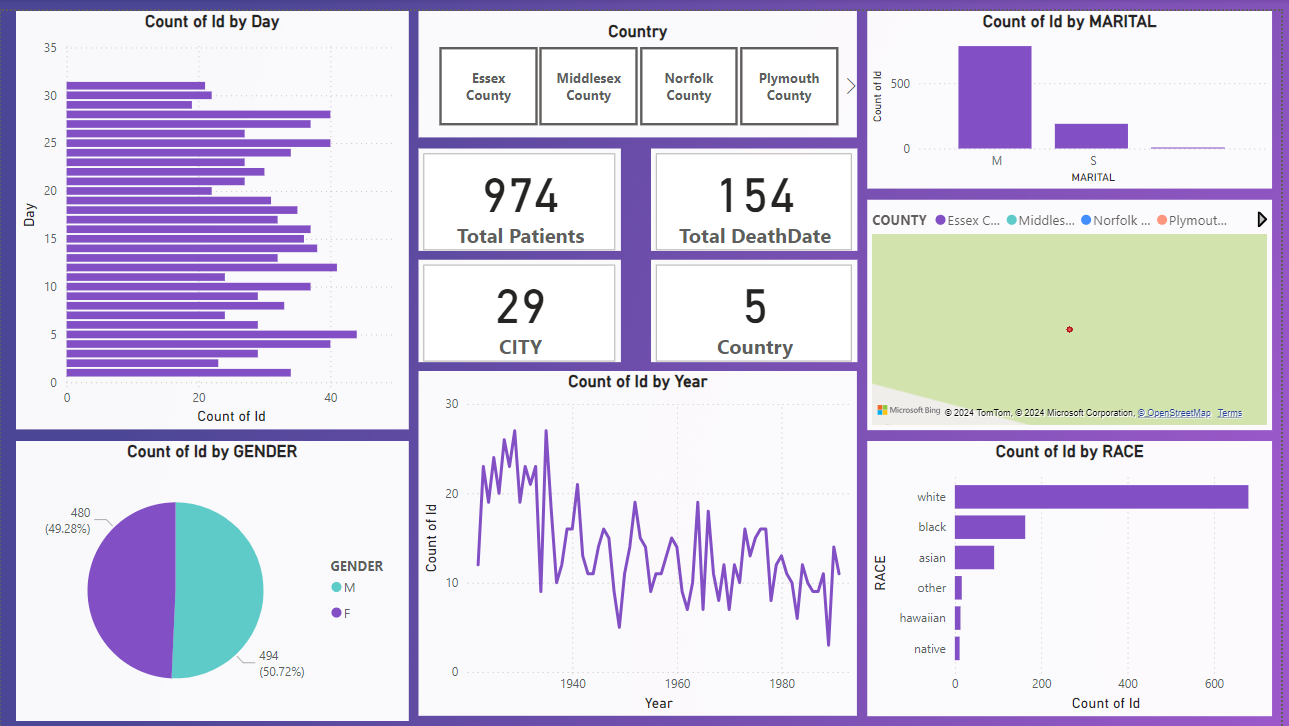 Count of Id by Day
35
30
25
20
15
10
5
0
Day
0 20 40
Count of Id
Country
Essex County
Middlesex County
Norfolk County
Plymouth County
974
Total Patients
154
Total DeathDate
29
CITY
5
Country
Count of Id by MARITAL
Count of Id
500
0
M S
MARITAL
COUNTY Essex C... Middles... Norfolk ... Plymout...
Microsoft Bing © 2024 TomTom, © 2024 Microsoft Corporation, © OpenStreetMap Terms
Count of Id by GENDER
480
(49.28%)
494
(50.72%)
GENDER
M
F
Count of Id by Year
Count of Id
30
20
10
0
1940 1960 1980
Year
Count of Id by RACE
RACE
white
black
asian
other
hawaiian
native
0 200 400 600
Count of Id